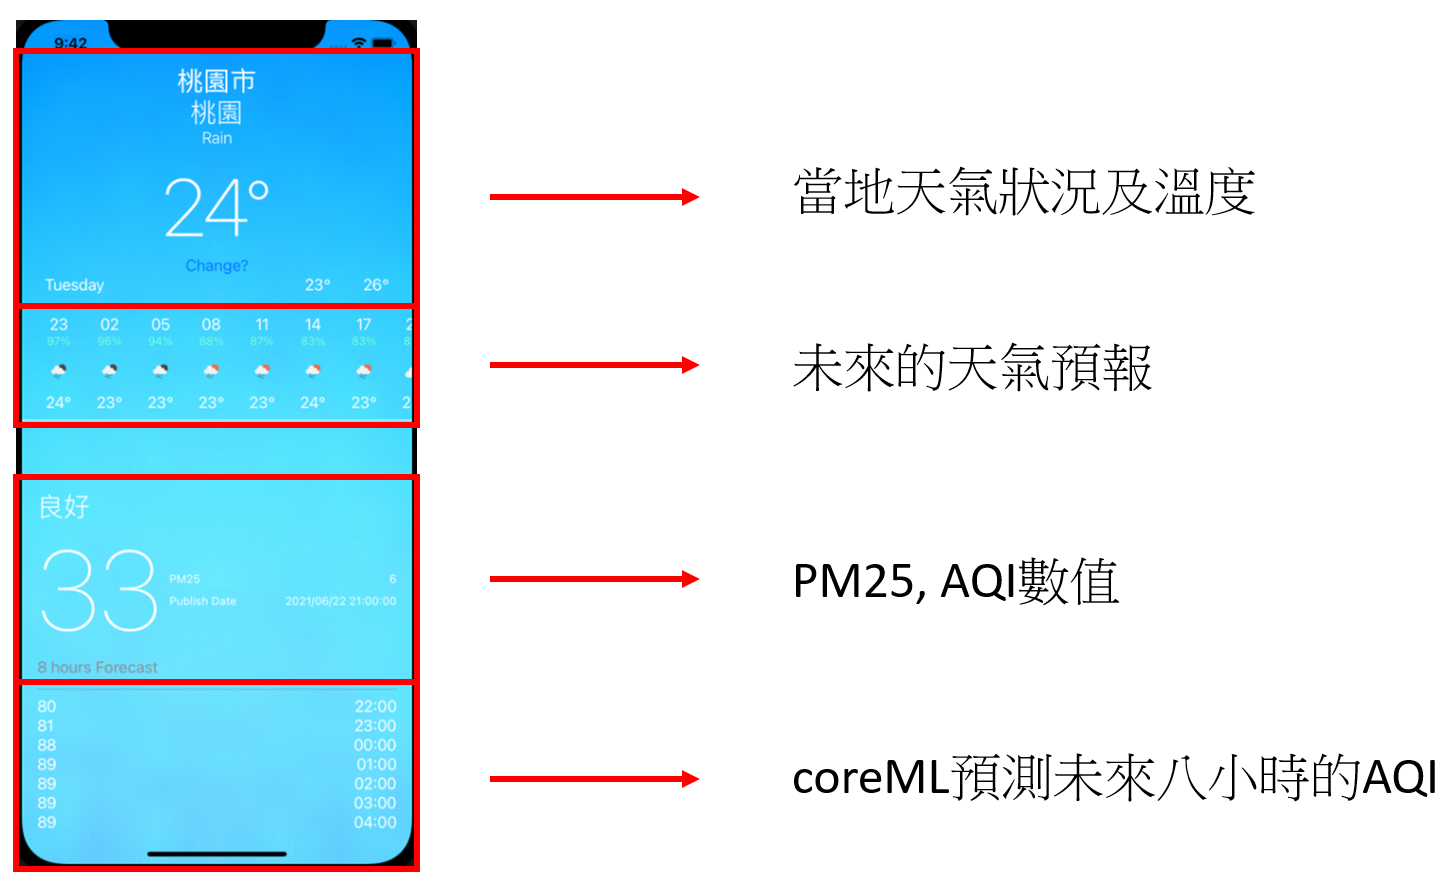 9:42
桃園市
桃園
Rain
24°
Change?
Tuesday 23° 26°
23 02 05 08 11 14 17
97% 96% 94% 88% 87% 83% 83%
24° 23° 23° 23° 23° 24° 23°
良好
33
PM25 6
Publish Date 2021/06/22 21:00:00
8 hours Forecast
80 22:00
81 23:00
88 00:00
89 01:00
89 02:00
89 03:00
89 04:00
當地天氣狀況及溫度
未來的天氣預報
PM25, AQI數值
coreML預測未來八小時的AQI